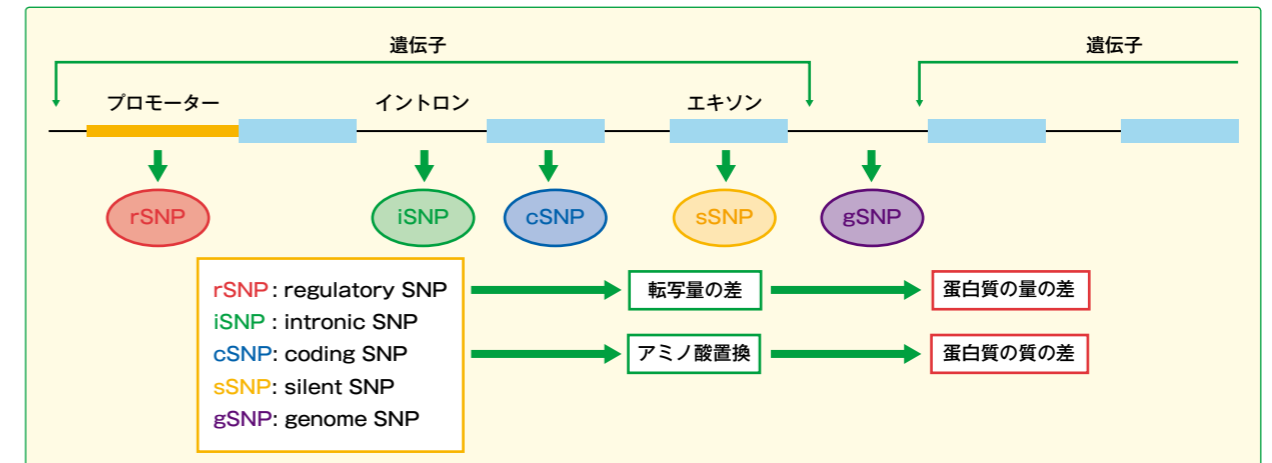 遺伝子
遺伝子
プロモーター
イントロン
エキソン
rSNP
iSNP
cSNP
sSNP
gSNP
rSNP: regulatory SNP
iSNP : intronic SNP
cSNP: coding SNP
sSNP: silent SNP
gSNP: genome SNP
転写量の差
蛋白質の量の差
アミノ酸置換
蛋白質の質の差